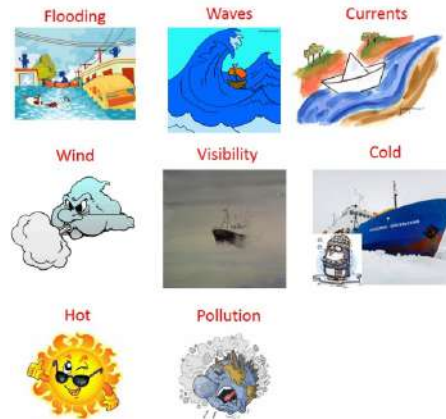 Flooding
Waves
Currents
Wind
Visibility
Cold
Hot
Pollution